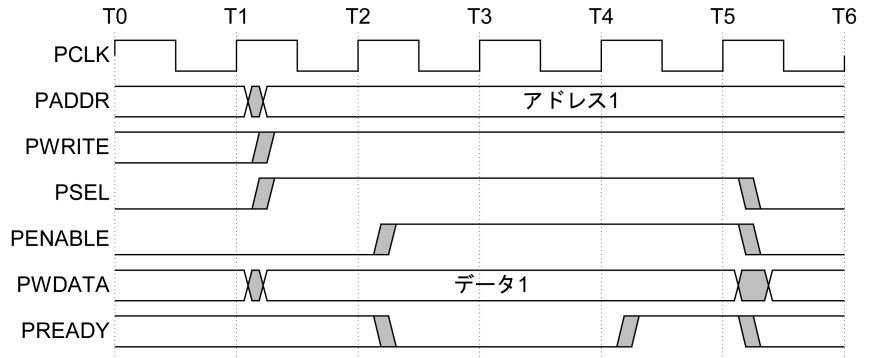 T0 T1 T2 T3 T4 T5 T6
PCLK
PADDR アドレス1
PWRITE
PSEL
PENABLE
PWDATA データ1
PREADY